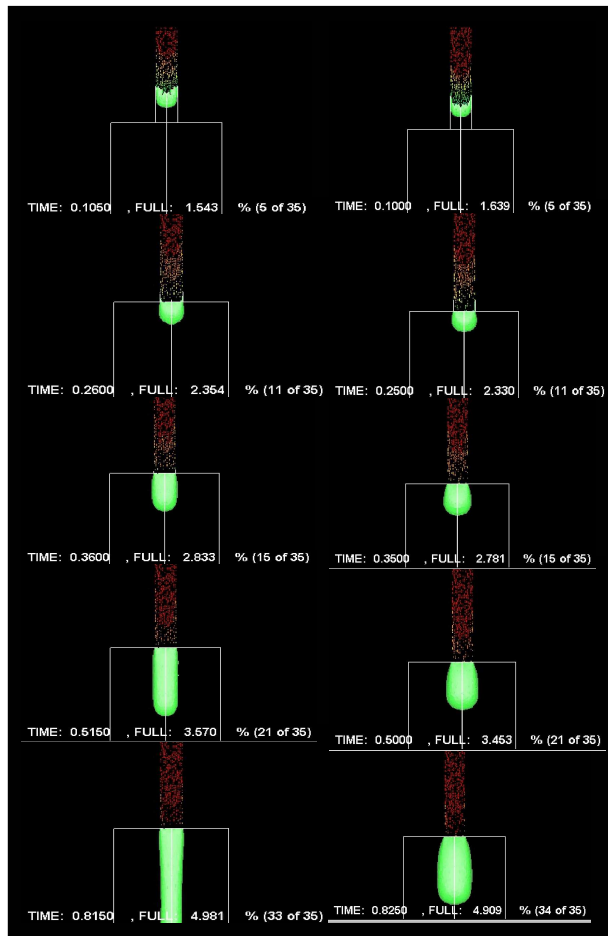 TIME: 0.1050 , FULL: 1.543 % (5 of 35)
TIME: 0.1000 , FULL: 1.639 % (5 of 35)
TIME: 0.2600 , FULL: 2.354 % (11 of 35)
TIME: 0.2500 , FULL: 2.330 % (11 of 35)
TIME: 0.3600 , FULL: 2.833 % (15 of 35)
TIME: 0.3500 , FULL: 2.781 % (15 of 35)
TIME: 0.5150 , FULL: 3.570 % (21 of 35)
TIME: 0.5000 , FULL: 3.453 % (21 of 35)
TIME: 0.8150 , FULL: 4.981 % (33 of 35)
TIME: 0.8250 , FULL: 4.909 % (34 of 35)